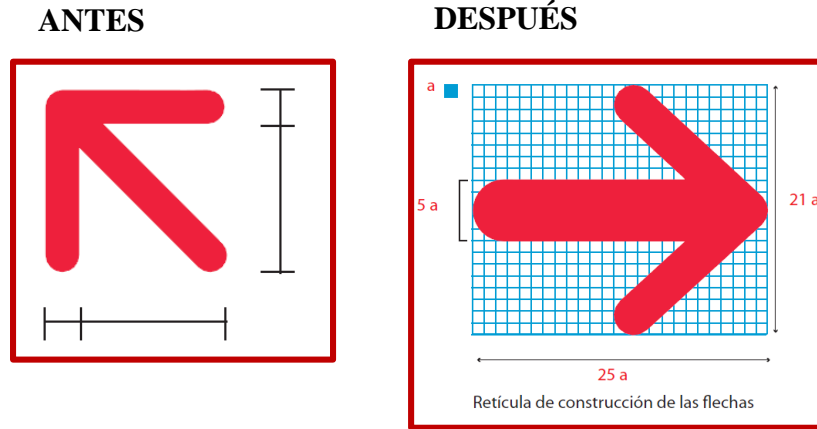 ANTES
DESPUÉS
a
5 a
21 a
25 a
Retícula de construcción de las flechas